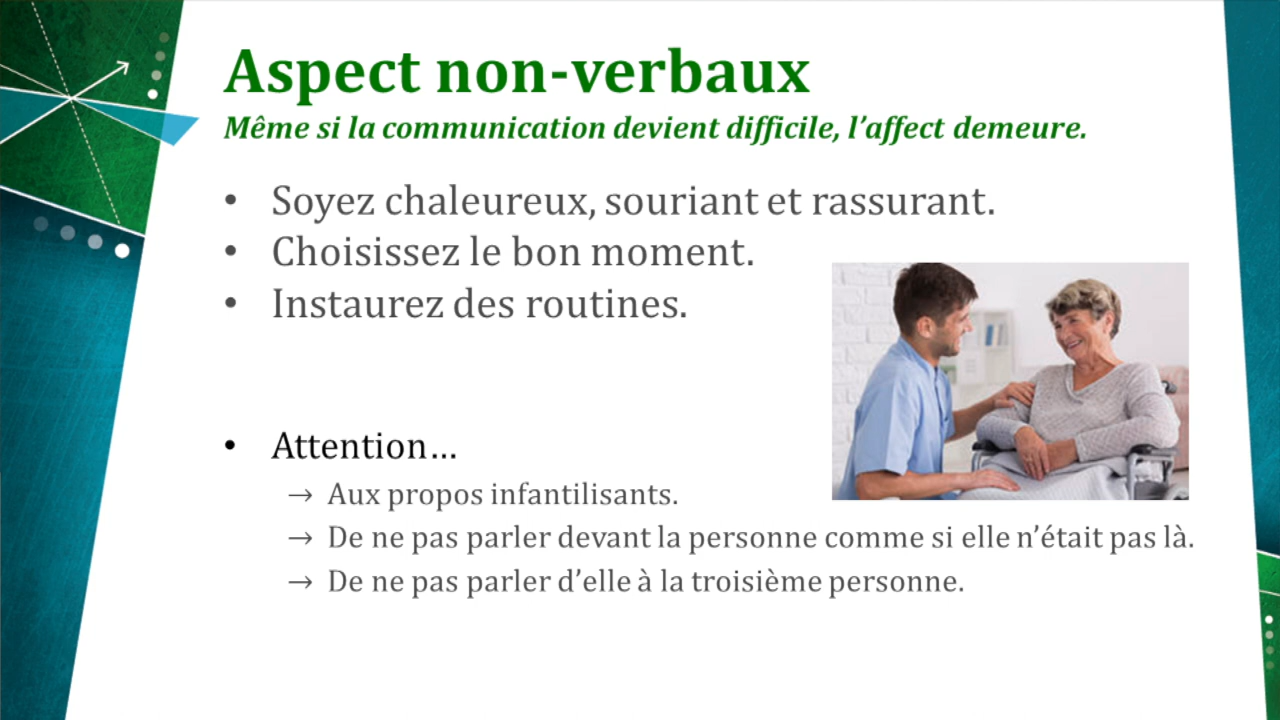 Aspect non-verbaux
Même si la communication devient difficile, l’affect demeure.
• Soyez chaleureux, souriant et rassurant.
• Choisissez le bon moment.
• Instaurez des routines.
• Attention…
→ Aux propos infantilisants.
→ De ne pas parler devant la personne comme si elle n’était pas là.
→ De ne pas parler d’elle à la troisième personne.